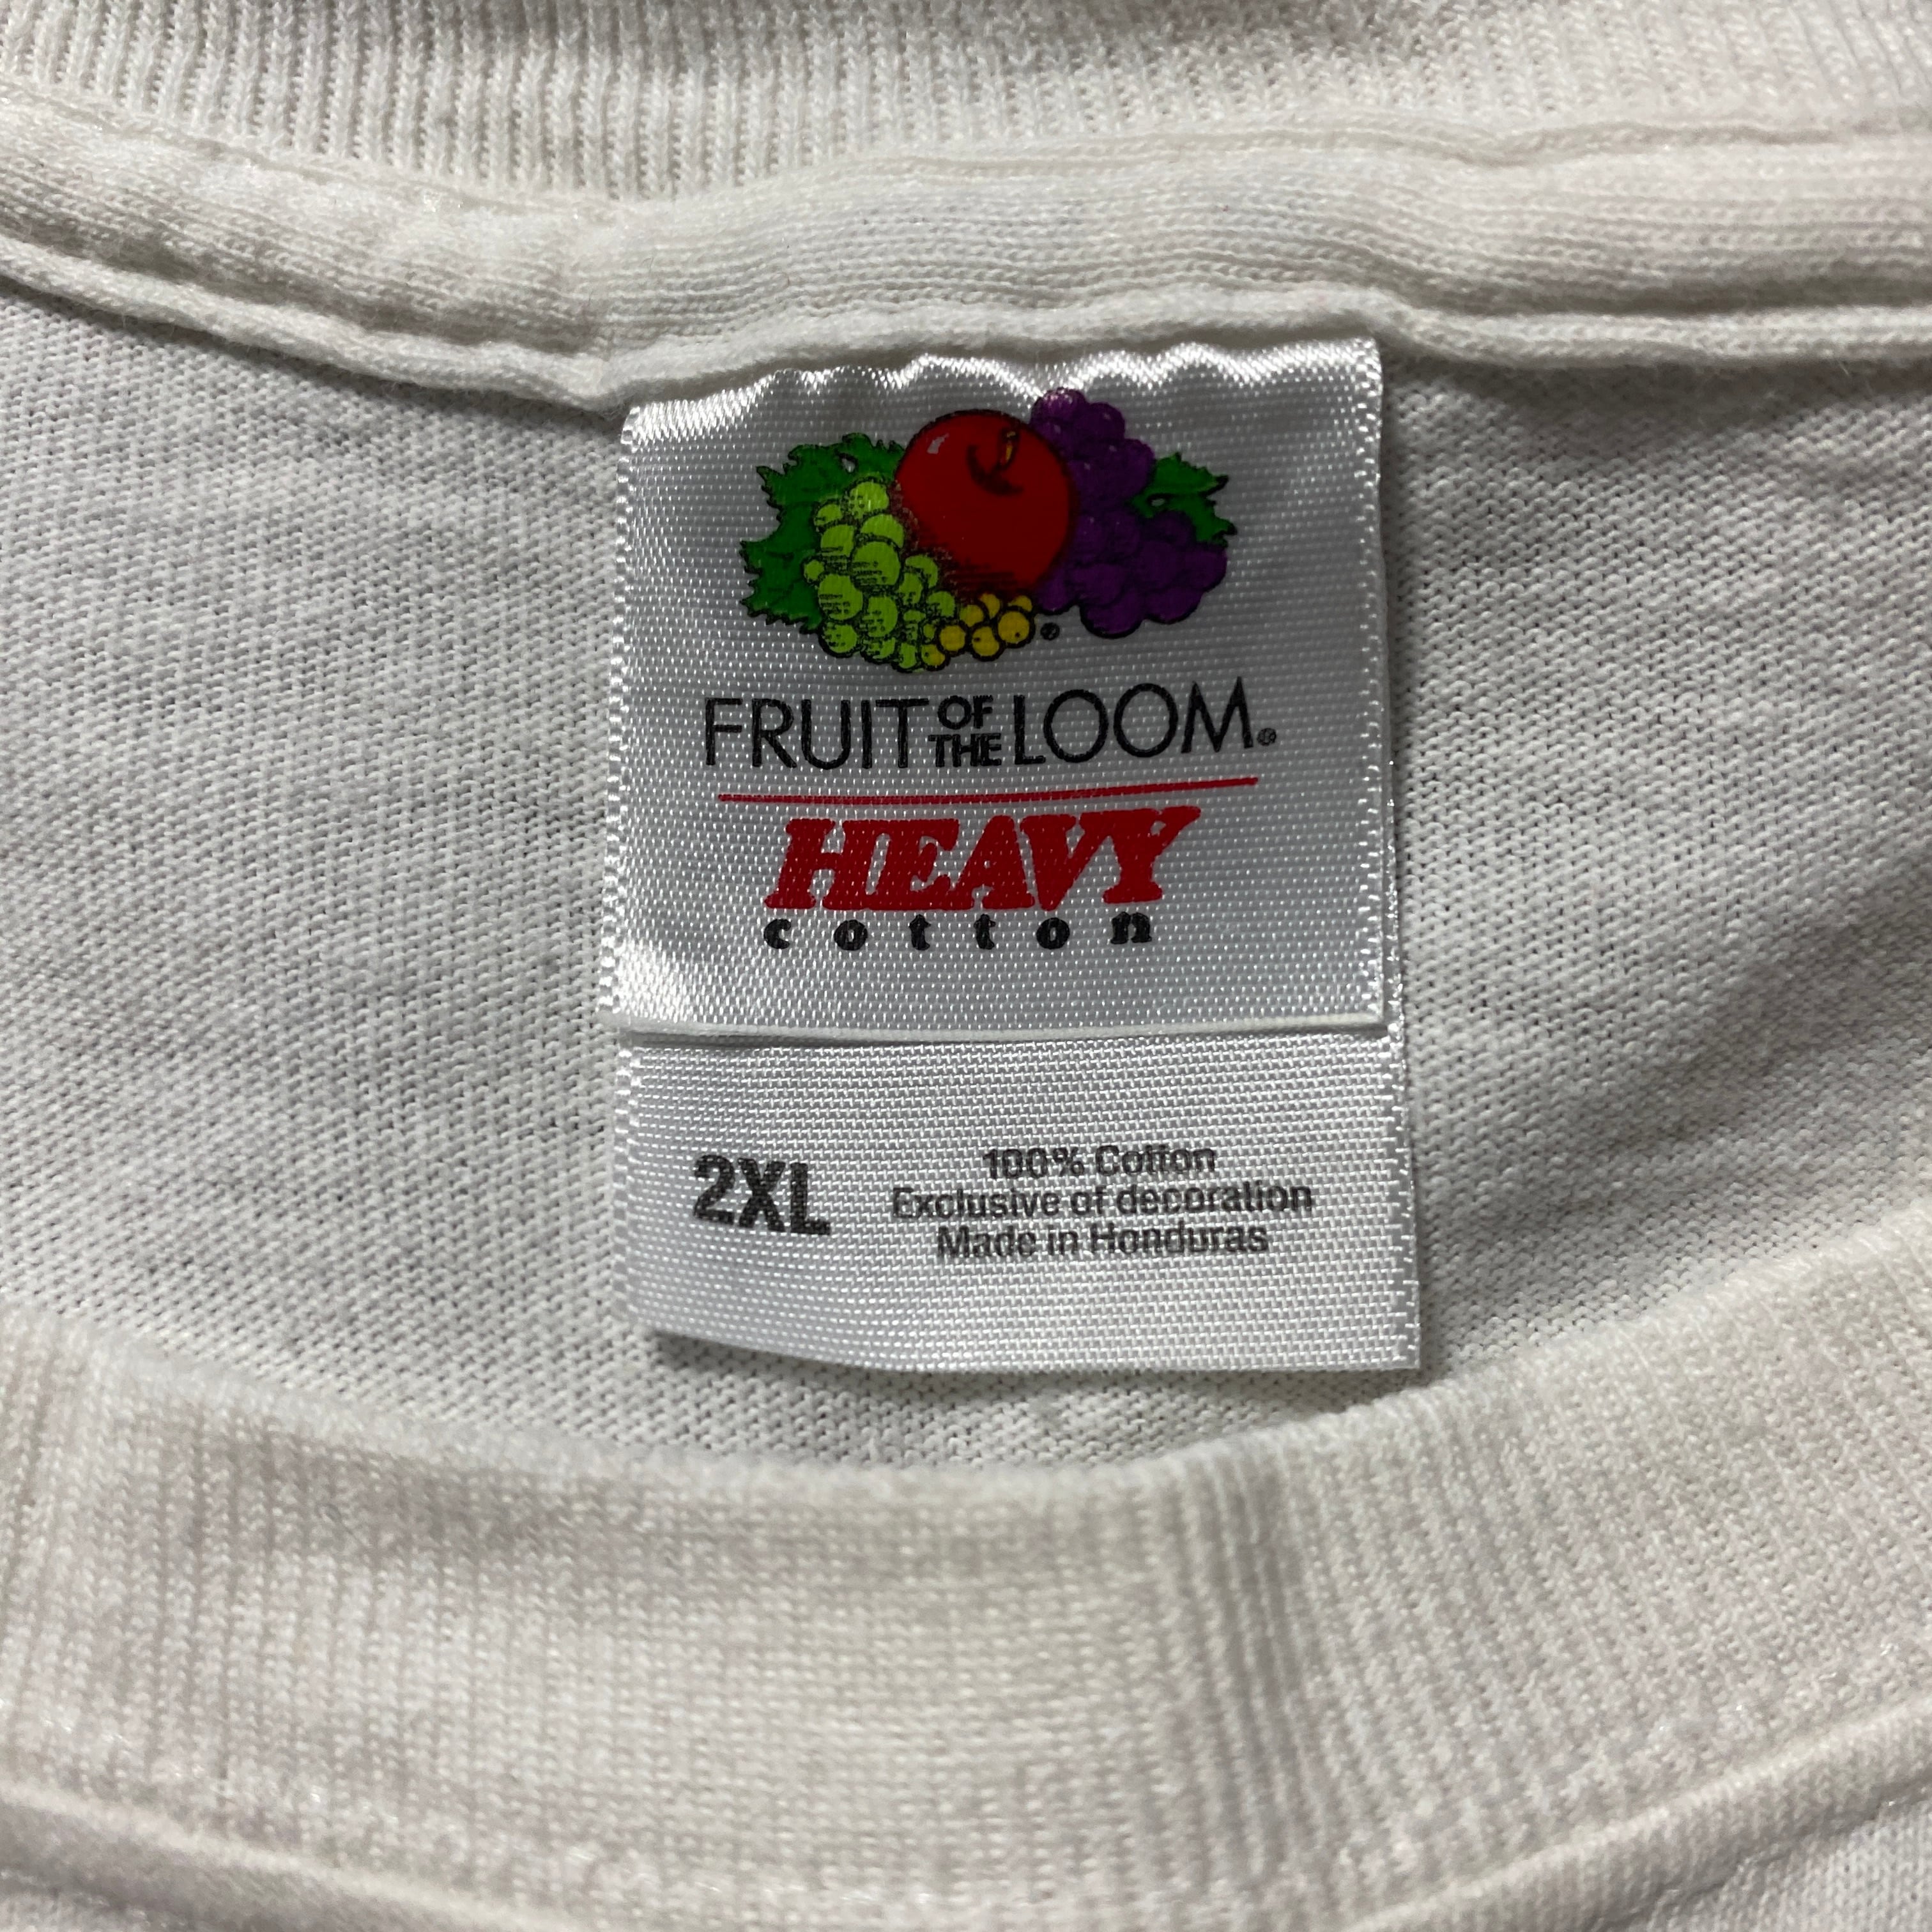 FRUIT OF THE LOOM®
HEAVY
cotton
2XL
100% Cotton
Exclusive of decoration
Made in Honduras